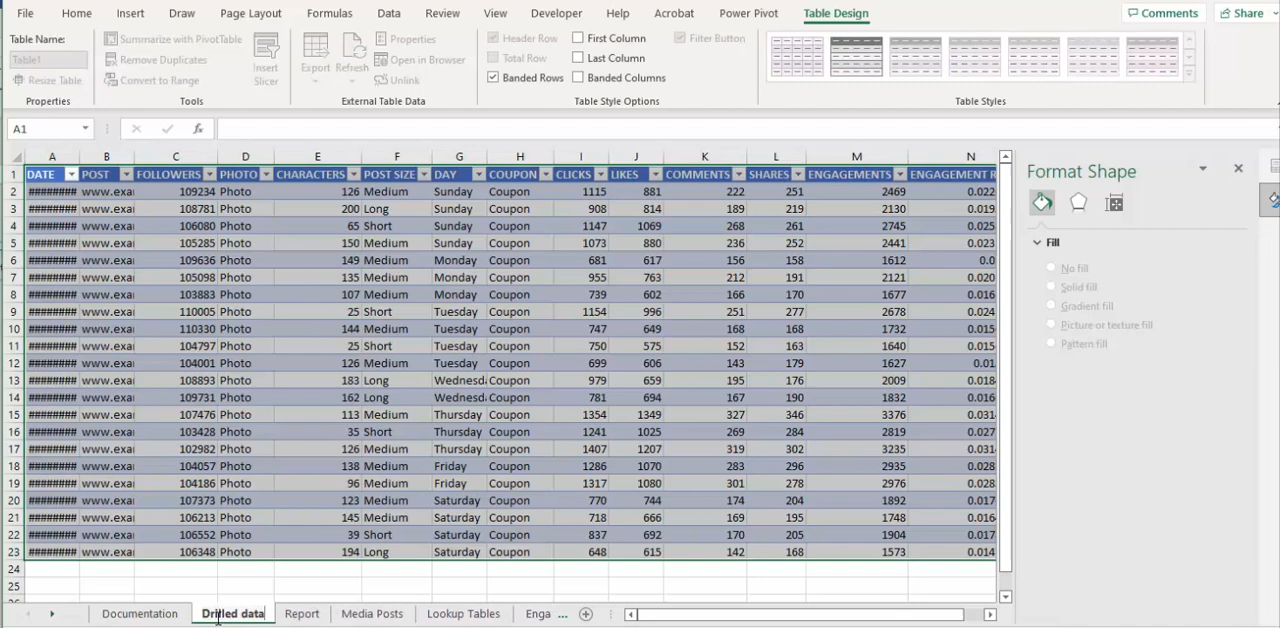 File Home Insert Draw Page Layout Formulas Data Review View Developer Help Acrobat Power Pivot Table Design Comments Share
Table Name: Summarize with PivotTable Properties Header Row First Column Filter Button
Table1 Remove Duplicates Open in Browser Total Row Last Column
Resize Table Convert to Range Insert Slicer Export Refresh Unlink Banded Rows Banded Columns
Properties Tools External Table Data Table Style Options Table Styles
A1 fx
A B C D E F G H I J K L M N
1 DATE POST FOLLOWERS PHOTO CHARACTERS POST SIZE DAY COUPON CLICKS LIKES COMMENTS SHARES ENGAGEMENTS ENGAGEMENT R
2 ######## www.exa 109234 Photo 126 Medium Sunday Coupon 1115 881 222 251 2469 0.022
3 ######## www.exa 108781 Photo 200 Long Sunday Coupon 908 814 189 219 2130 0.019
4 ######## www.exa 106080 Photo 65 Short Sunday Coupon 1147 1069 268 261 2745 0.025
5 ######## www.exa 105285 Photo 150 Medium Sunday Coupon 1073 880 236 252 2441 0.023
6 ######## www.exa 109636 Photo 149 Medium Monday Coupon 681 617 156 158 1612 0.0
7 ######## www.exa 105098 Photo 135 Medium Monday Coupon 955 763 212 191 2121 0.020
8 ######## www.exa 103883 Photo 107 Medium Monday Coupon 739 602 166 170 1677 0.016
9 ######## www.exa 110005 Photo 25 Short Tuesday Coupon 1154 996 251 277 2678 0.024
10 ######## www.exa 110330 Photo 144 Medium Tuesday Coupon 747 649 168 168 1732 0.015
11 ######## www.exa 104797 Photo 25 Short Tuesday Coupon 750 575 152 163 1640 0.015
12 ######## www.exa 104001 Photo 126 Medium Tuesday Coupon 699 606 143 179 1627 0.01
13 ######## www.exa 108893 Photo 183 Long Wednesd Coupon 979 659 195 176 2009 0.018
14 ######## www.exa 109731 Photo 162 Long Wednesd Coupon 781 694 167 190 1832 0.016
15 ######## www.exa 107476 Photo 113 Medium Thursday Coupon 1354 1349 327 346 3376 0.031
16 ######## www.exa 103428 Photo 35 Short Thursday Coupon 1241 1025 269 284 2819 0.027
17 ######## www.exa 102982 Photo 126 Medium Thursday Coupon 1407 1207 319 302 3235 0.031
18 ######## www.exa 104057 Photo 138 Medium Friday Coupon 1286 1070 283 296 2935 0.028
19 ######## www.exa 104186 Photo 96 Medium Friday Coupon 1317 1080 301 278 2976 0.028
20 ######## www.exa 107373 Photo 123 Medium Saturday Coupon 770 744 174 204 1892 0.017
21 ######## www.exa 106213 Photo 145 Medium Saturday Coupon 718 666 169 195 1748 0.016
22 ######## www.exa 106552 Photo 39 Short Saturday Coupon 837 692 170 205 1904 0.017
23 ######## www.exa 106348 Photo 194 Long Saturday Coupon 648 615 142 168 1573 0.014
24
25
Documentation Drilled data Report Media Posts Lookup Tables Enga ...
Format Shape
Fill
No fill
Solid fill
Gradient fill
Picture or texture fill
Pattern fill